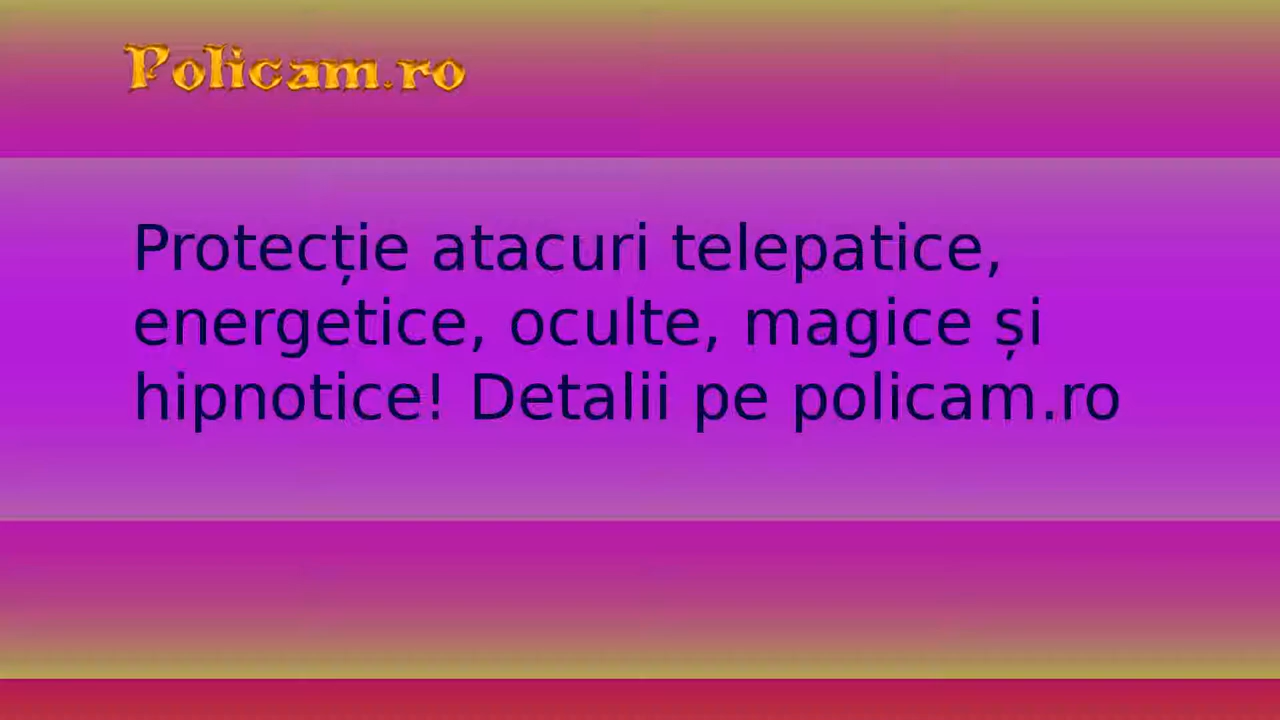 Policam.ro
Protecție atacuri telepatice,
energetice, oculte, magice și
hipnotice! Detalii pe policam.ro